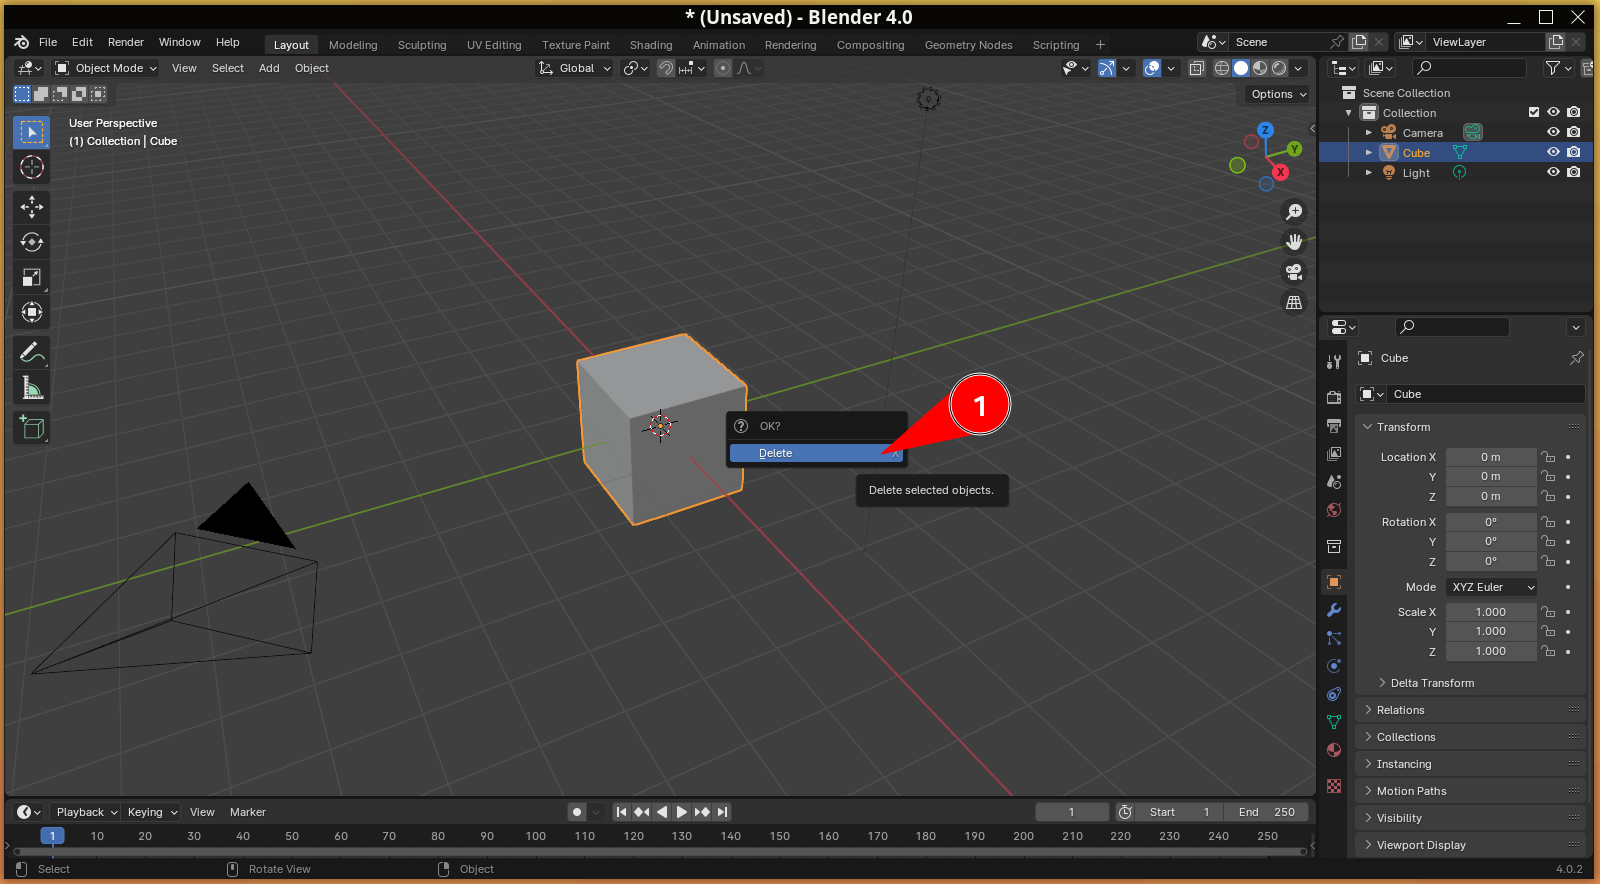 * (Unsaved) - Blender 4.0
File Edit Render Window Help Layout Modeling Sculpting UV Editing Texture Paint Shading Animation Rendering Compositing Geometry Nodes Scripting + Scene ViewLayer
Object Mode View Select Add Object Global
Options
User Perspective
(1) Collection | Cube
Z
Y
X
Scene Collection
Collection
Camera
Cube
Light
1
OK?
Delete
Delete selected objects.
Cube
Cube
Transform
Location X 0 m
Y 0 m
Z 0 m
Rotation X 0°
Y 0°
Z 0°
Mode XYZ Euler
Scale X 1.000
Y 1.000
Z 1.000
Delta Transform
Relations
Collections
Instancing
Motion Paths
Visibility
Viewport Display
Playback Keying View Marker 1 Start 1 End 250
1 10 20 30 40 50 60 70 80 90 100 110 120 130 140 150 160 170 180 190 200 210 220 230 240 250
Select Rotate View Object 4.0.2